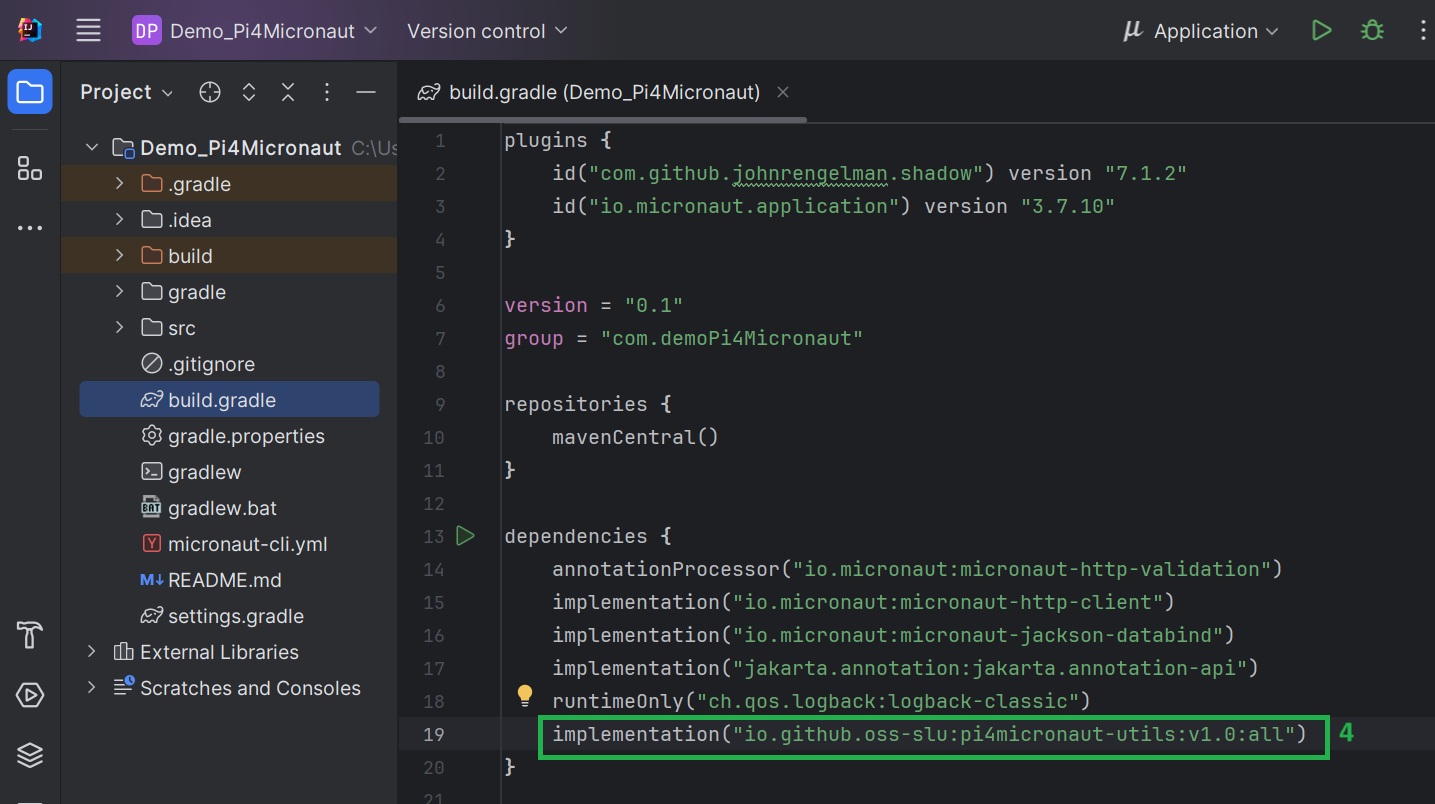 DP Demo_Pi4Micronaut Version control µ Application
Project
build.gradle (Demo_Pi4Micronaut)
Demo_Pi4Micronaut C:\Us
.gradle
.idea
build
gradle
src
.gitignore
build.gradle
gradle.properties
gradlew
BAT gradlew.bat
Y micronaut-cli.yml
M↓ README.md
settings.gradle
External Libraries
Scratches and Consoles
1 plugins {
2 id("com.github.johnrengelman.shadow") version "7.1.2"
3 id("io.micronaut.application") version "3.7.10"
4 }
5
6 version = "0.1"
7 group = "com.demoPi4Micronaut"
8
9 repositories {
10 mavenCentral()
11 }
12
13 dependencies {
14 annotationProcessor("io.micronaut:micronaut-http-validation")
15 implementation("io.micronaut:micronaut-http-client")
16 implementation("io.micronaut:micronaut-jackson-databind")
17 implementation("jakarta.annotation:jakarta.annotation-api")
18 runtimeOnly("ch.qos.logback:logback-classic")
19 implementation("io.github.oss-slu:pi4micronaut-utils:v1.0:all") 4
20 }
21